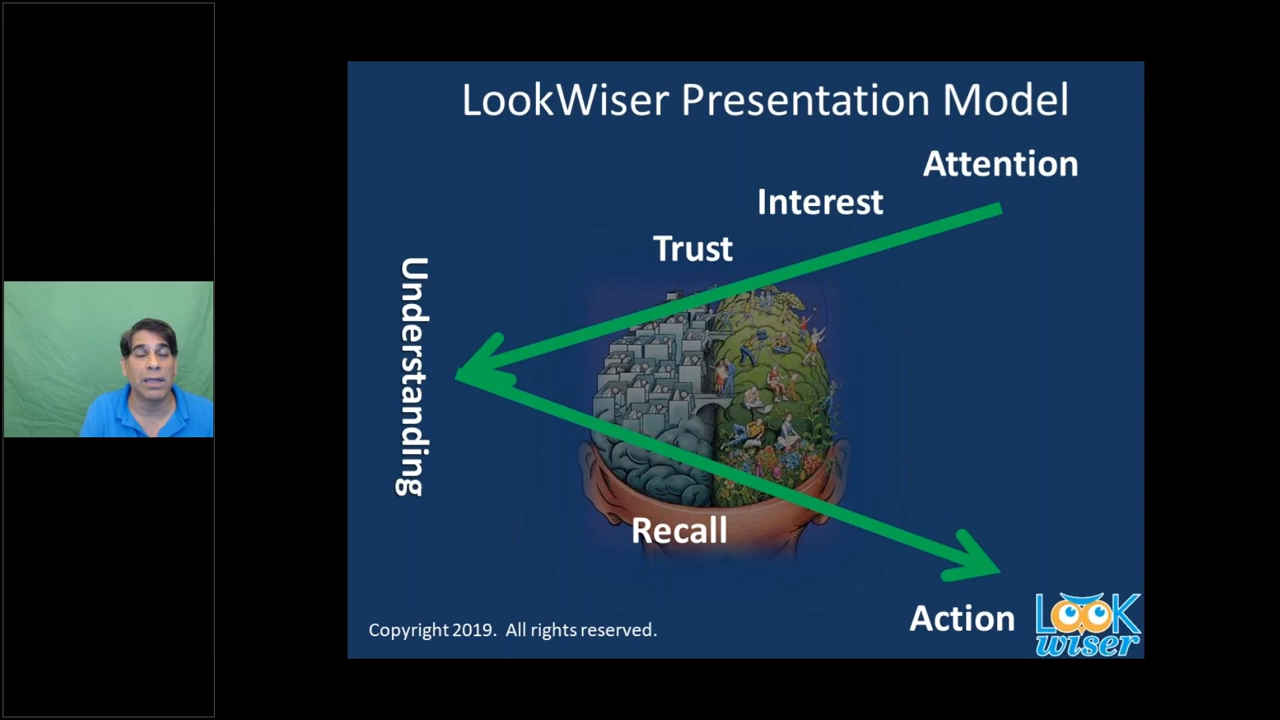 LookWiser Presentation Model
Attention
Interest
Trust
Understanding
Recall
Action
LOOK
wiser
Copyright 2019. All rights reserved.